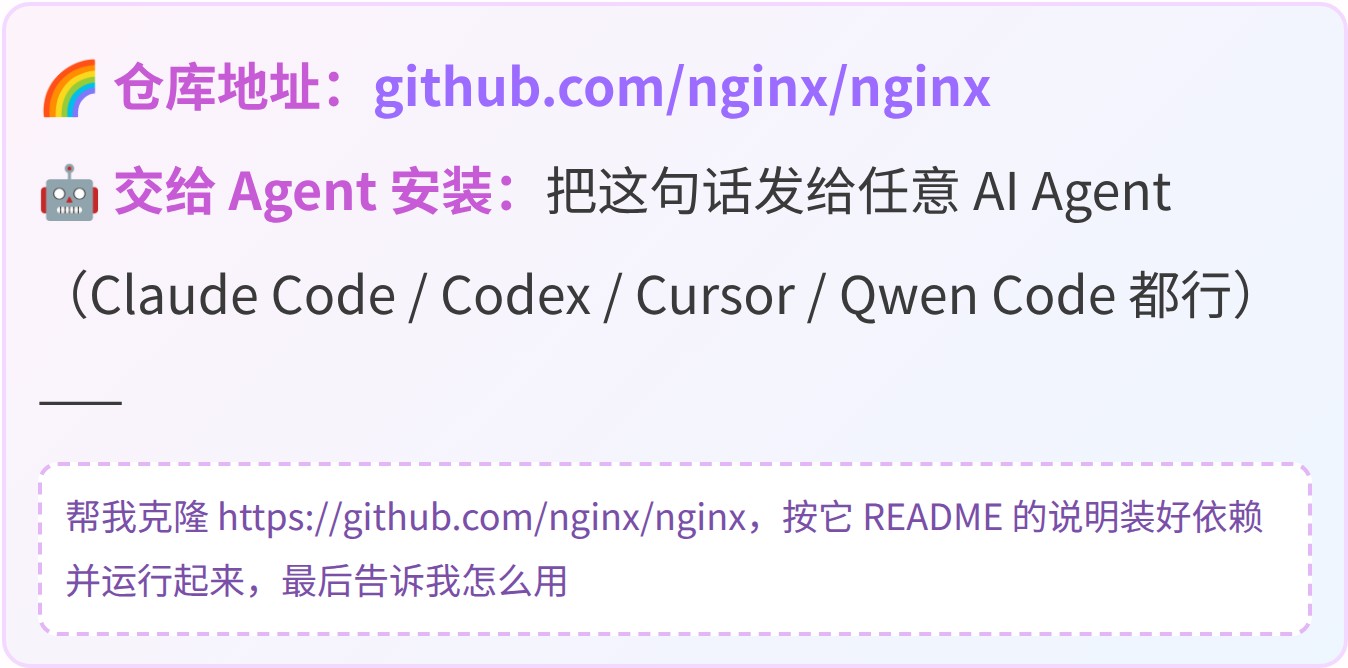 🌈 仓库地址：github.com/nginx/nginx
🤖 交给 Agent 安装：把这句话发给任意 AI Agent
（Claude Code / Codex / Cursor / Qwen Code 都行）
——
帮我克隆 https://github.com/nginx/nginx，按它 README 的说明装好依赖
并运行起来，最后告诉我怎么用